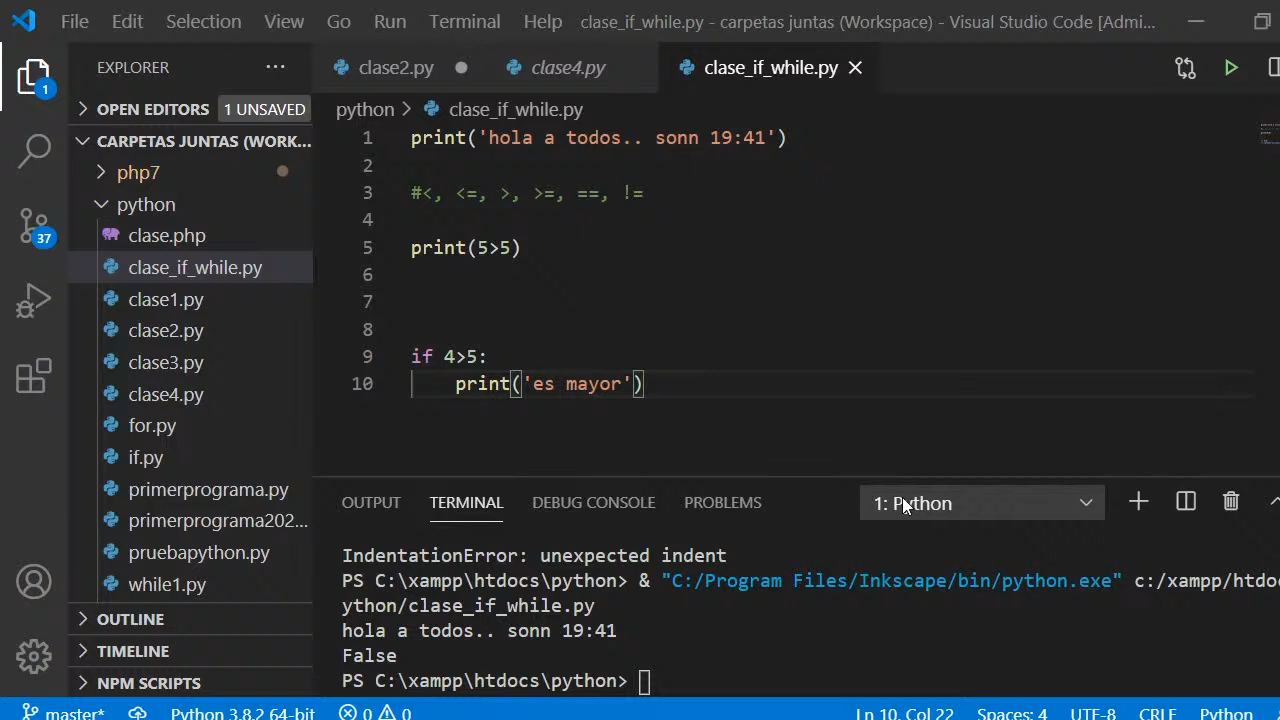 File Edit Selection View Go Run Terminal Help clase_if_while.py - carpetas juntas (Workspace) - Visual Studio Code [Admi...
EXPLORER ...
clase2.py clase4.py clase_if_while.py
1
OPEN EDITORS 1 UNSAVED
python > clase_if_while.py
CARPETAS JUNTAS (WORK...
php7
python
clase.php
37
clase_if_while.py
clase1.py
clase2.py
clase3.py
clase4.py
for.py
if.py
primerprograma.py
primerprograma202...
pruebapython.py
while1.py
OUTLINE
TIMELINE
NPM SCRIPTS
1 print('hola a todos.. sonn 19:41')
2
3 #<, <=, >, >=, ==, !=
4
5 print(5>5)
6
7
8
9 if 4>5:
10 print('es mayor')
OUTPUT TERMINAL DEBUG CONSOLE PROBLEMS 1: Python
IndentationError: unexpected indent
PS C:\xampp\htdocs\python> & "C:/Program Files/Inkscape/bin/python.exe" c:/xampp/htdoc
ython/clase_if_while.py
hola a todos.. sonn 19:41
False
PS C:\xampp\htdocs\python>
master* Python 3.8.2 64-bit 0 0 Ln 10, Col 22 Spaces: 4 UTF-8 CRLF Python